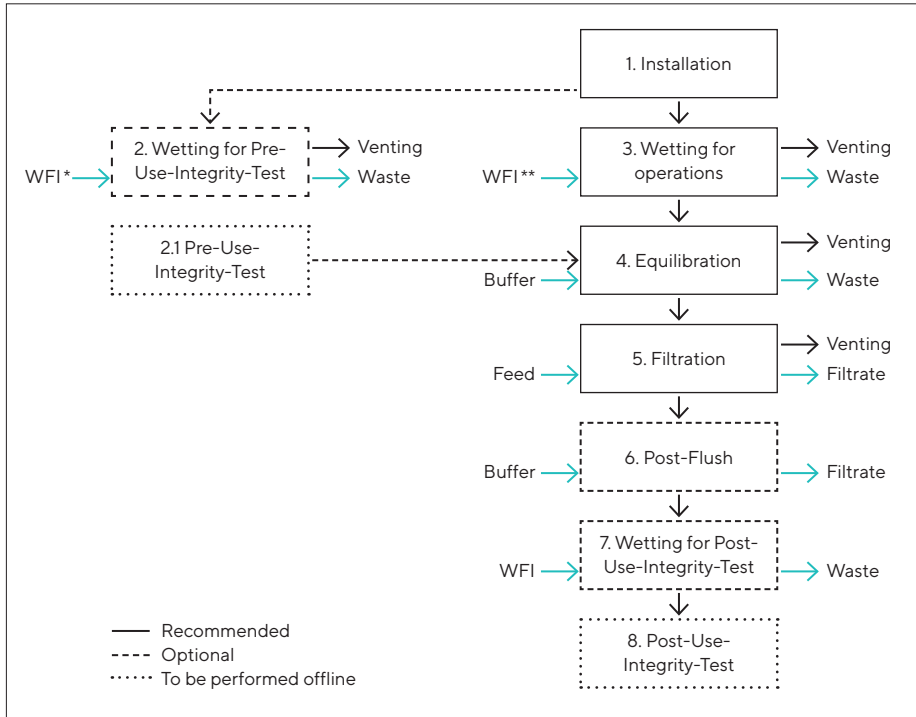 1. Installation
2. Wetting for Pre-
Use-Integrity-Test
Venting
Waste
WFI *
3. Wetting for
operations
Venting
Waste
WFI **
2.1 Pre-Use-
Integrity-Test
4. Equilibration
Venting
Waste
Buffer
5. Filtration
Venting
Filtrate
Feed
6. Post-Flush
Buffer
Filtrate
7. Wetting for Post-
Use-Integrity-Test
WFI
Waste
8. Post-Use-
Integrity-Test
Recommended
Optional
To be performed offline